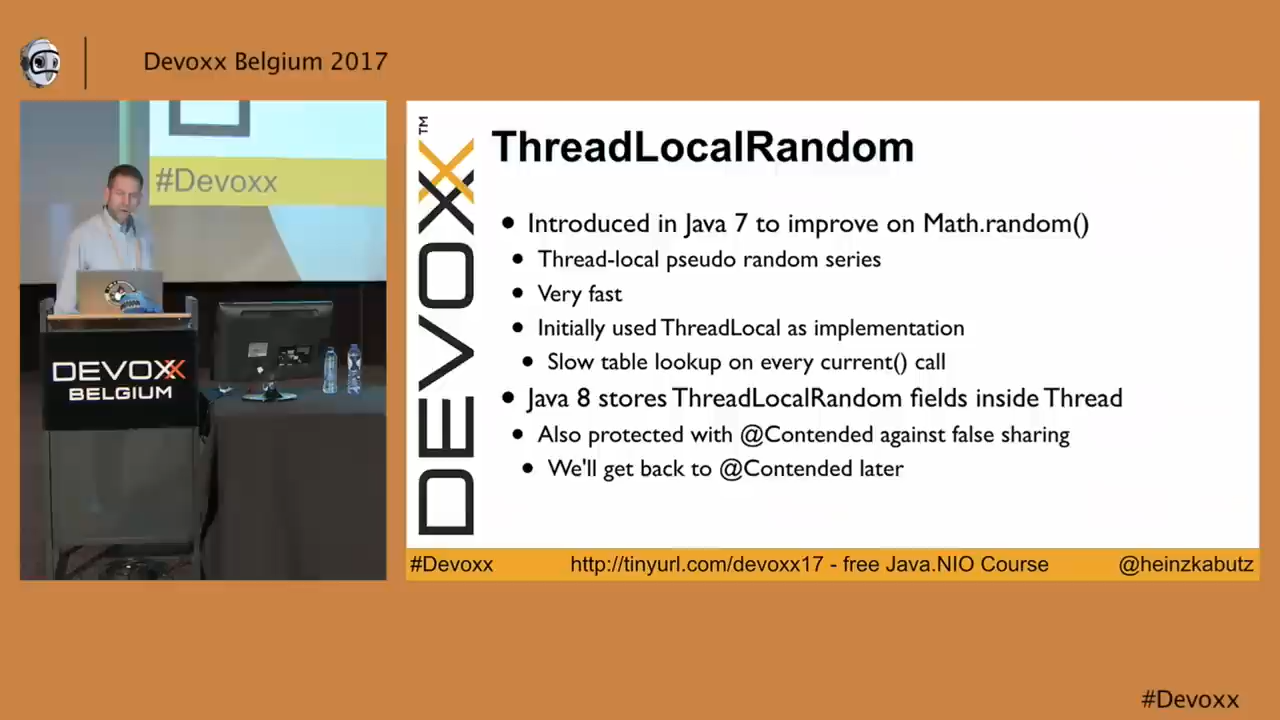 Devoxx Belgium 2017
#Devoxx
DEVOXX
BELGIUM
DEVOXX™
ThreadLocalRandom
• Introduced in Java 7 to improve on Math.random()
• Thread-local pseudo random series
• Very fast
• Initially used ThreadLocal as implementation
• Slow table lookup on every current() call
• Java 8 stores ThreadLocalRandom fields inside Thread
• Also protected with @Contended against false sharing
• We'll get back to @Contended later
#Devoxx http://tinyurl.com/devoxx17 - free Java.NIO Course @heinzkabutz
#Devoxx